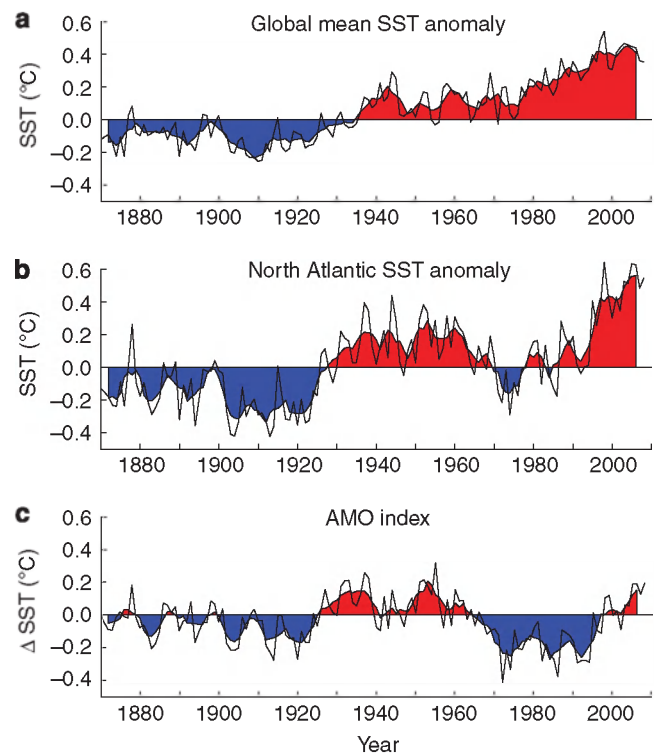 a
Global mean SST anomaly
SST (°C)
0.6
0.4
0.2
0.0
−0.2
−0.4
1880 1900 1920 1940 1960 1980 2000
b
North Atlantic SST anomaly
SST (°C)
0.6
0.4
0.2
0.0
−0.2
−0.4
1880 1900 1920 1940 1960 1980 2000
c
AMO index
Δ SST (°C)
0.6
0.4
0.2
0.0
−0.2
−0.4
1880 1900 1920 1940 1960 1980 2000
Year